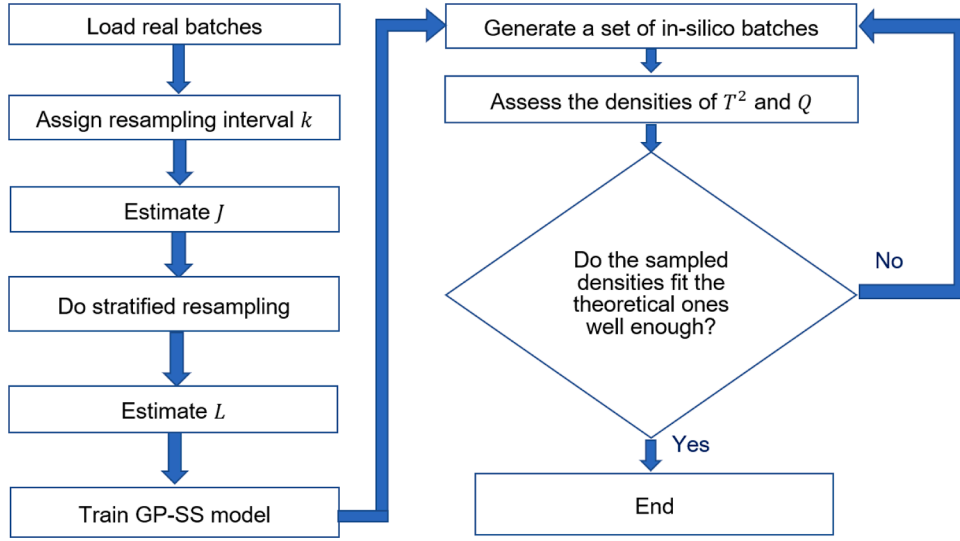 Load real batches
Assign resampling interval k
Estimate J
Do stratified resampling
Estimate L
Train GP-SS model
Generate a set of in-silico batches
Assess the densities of T² and Q
Do the sampled
densities fit the
theoretical ones
well enough?
No
Yes
End